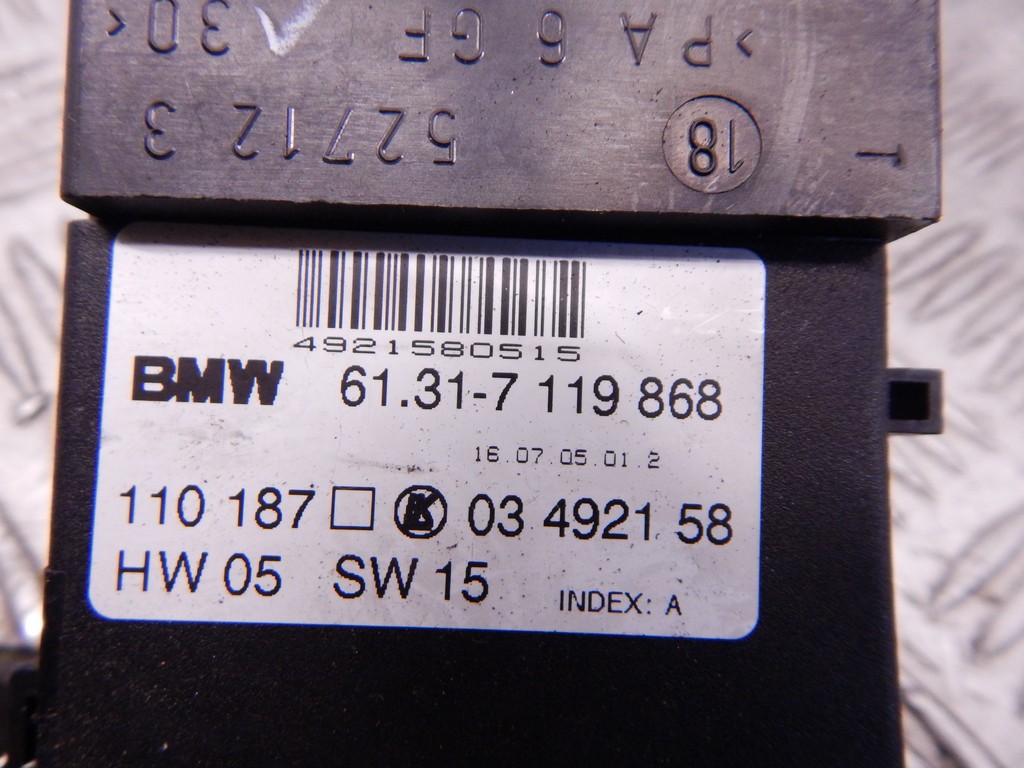 >PA 6 GF 30<
T 18 52712 3
4921580515
BMW 61.31-7 119 868
16.07.05.01.2
110 187 □ K 03 4921 58
HW 05 SW 15 INDEX: A